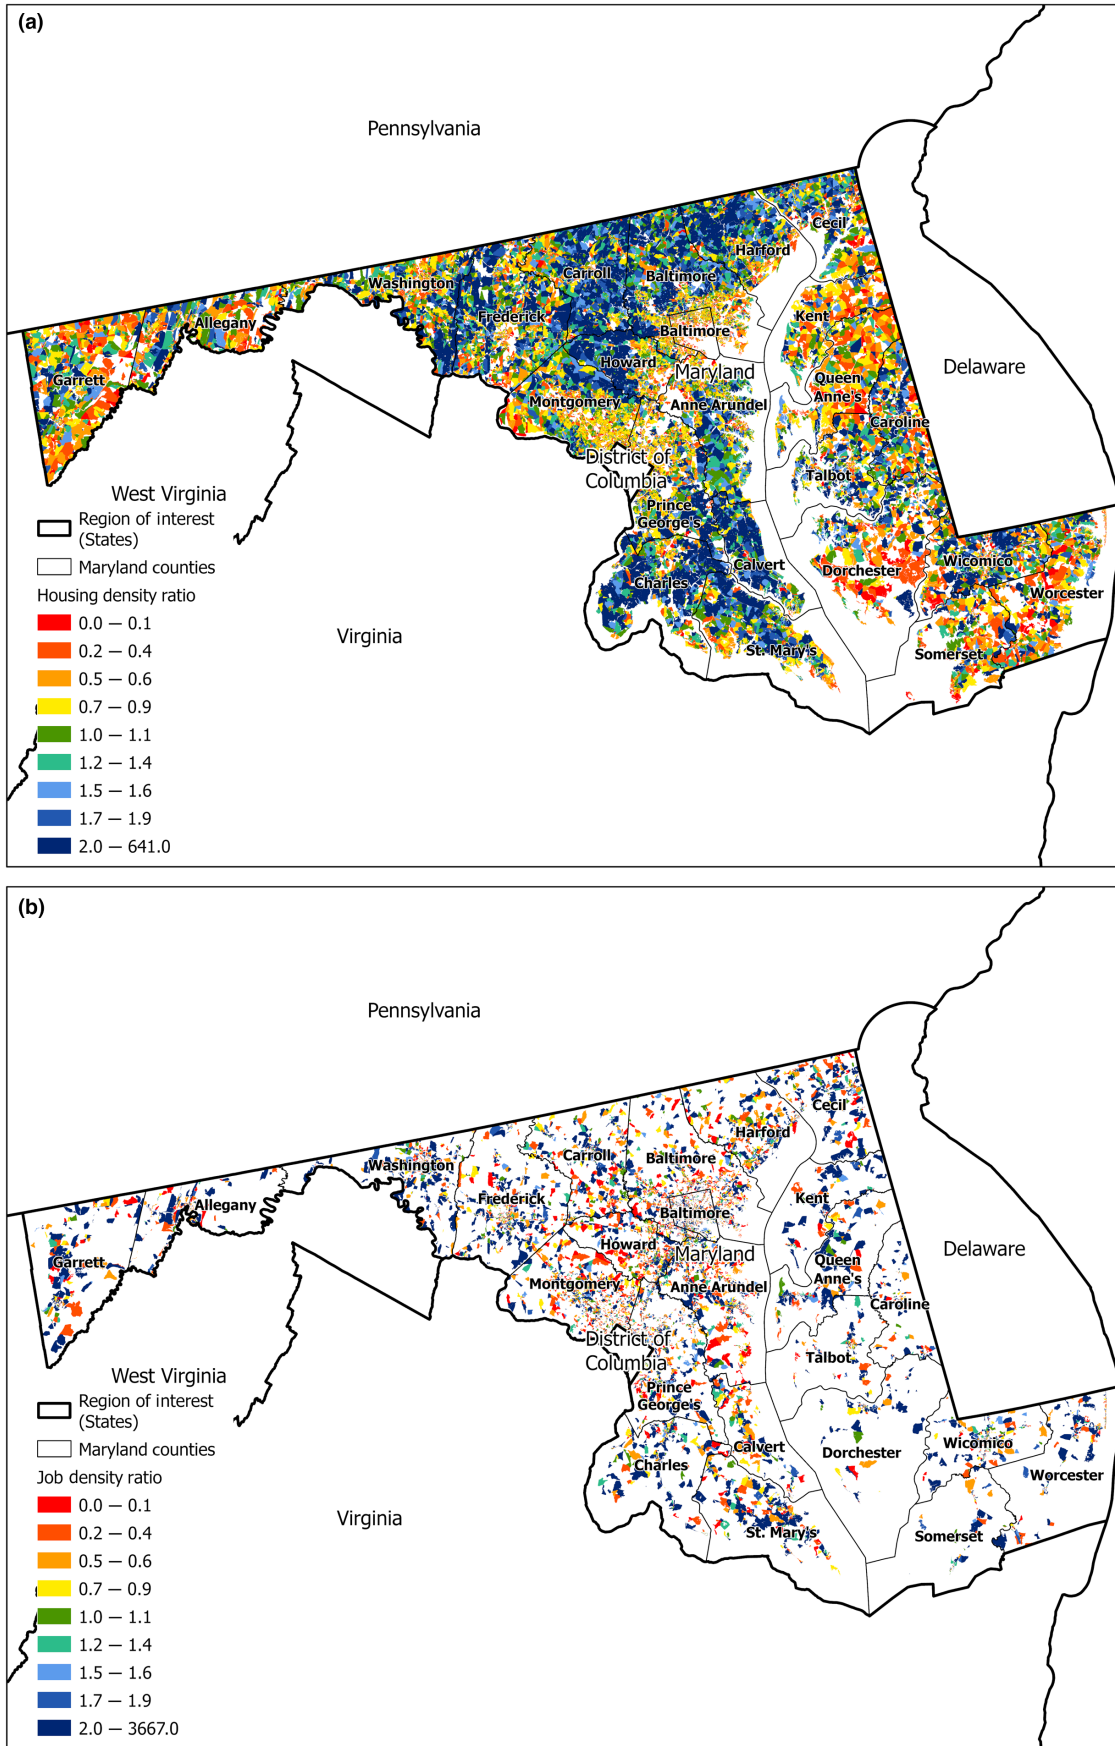 (a)
Pennsylvania
Cecil
Harford
Carroll
Baltimore
Washington
Frederick
Kent
Allegany
Baltimore
Howard
Maryland
Delaware
Garrett
Queen
Anne's
Montgomery
Anne Arundel
Caroline
District of
Columbia
Talbot
West Virginia
Prince
George's
Region of interest
(States)
Maryland counties
Calvert
Dorchester
Wicomico
Charles
Worcester
Housing density ratio
Virginia
St. Mary's
Somerset
0.0 — 0.1
0.2 — 0.4
0.5 — 0.6
0.7 — 0.9
1.0 — 1.1
1.2 — 1.4
1.5 — 1.6
1.7 — 1.9
2.0 — 641.0
(b)
Pennsylvania
Cecil
Harford
Carroll
Baltimore
Washington
Frederick
Kent
Allegany
Baltimore
Howard
Maryland
Delaware
Garrett
Queen
Anne's
Montgomery
Anne Arundel
Caroline
District of
Columbia
Talbot
West Virginia
Prince
George's
Region of interest
(States)
Maryland counties
Calvert
Dorchester
Wicomico
Charles
Worcester
Job density ratio
Virginia
St. Mary's
Somerset
0.0 — 0.1
0.2 — 0.4
0.5 — 0.6
0.7 — 0.9
1.0 — 1.1
1.2 — 1.4
1.5 — 1.6
1.7 — 1.9
2.0 — 3667.0